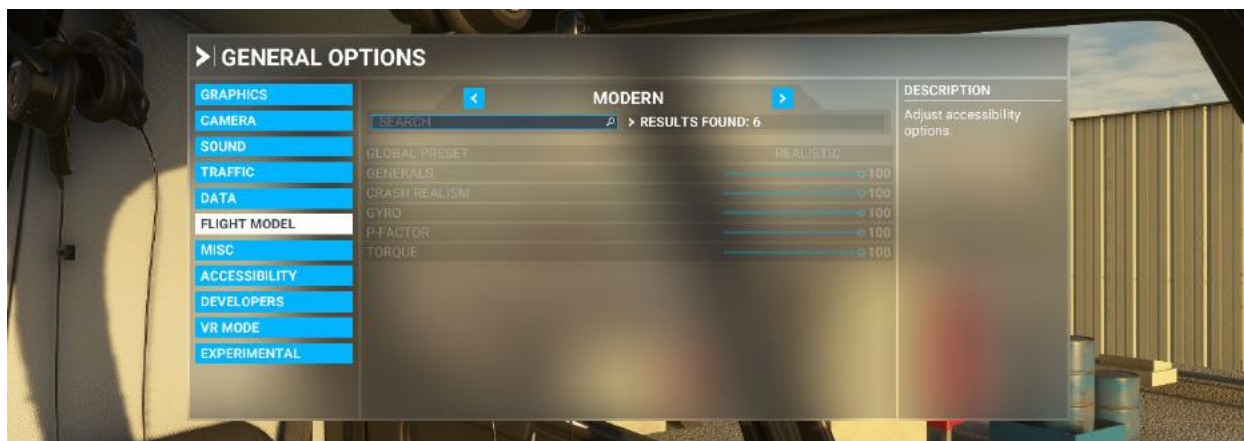 GENERAL OPTIONS
GRAPHICS
CAMERA
SOUND
TRAFFIC
DATA
FLIGHT MODEL
MISC
ACCESSIBILITY
DEVELOPERS
VR MODE
EXPERIMENTAL
< MODERN >
SEARCH > RESULTS FOUND: 6
GLOBAL PRESET REALISTIC
GENERALS 100
CRASH REALISM 100
GYRO 100
P-FACTOR 100
TORQUE 100
DESCRIPTION
Adjust accessibility
options.